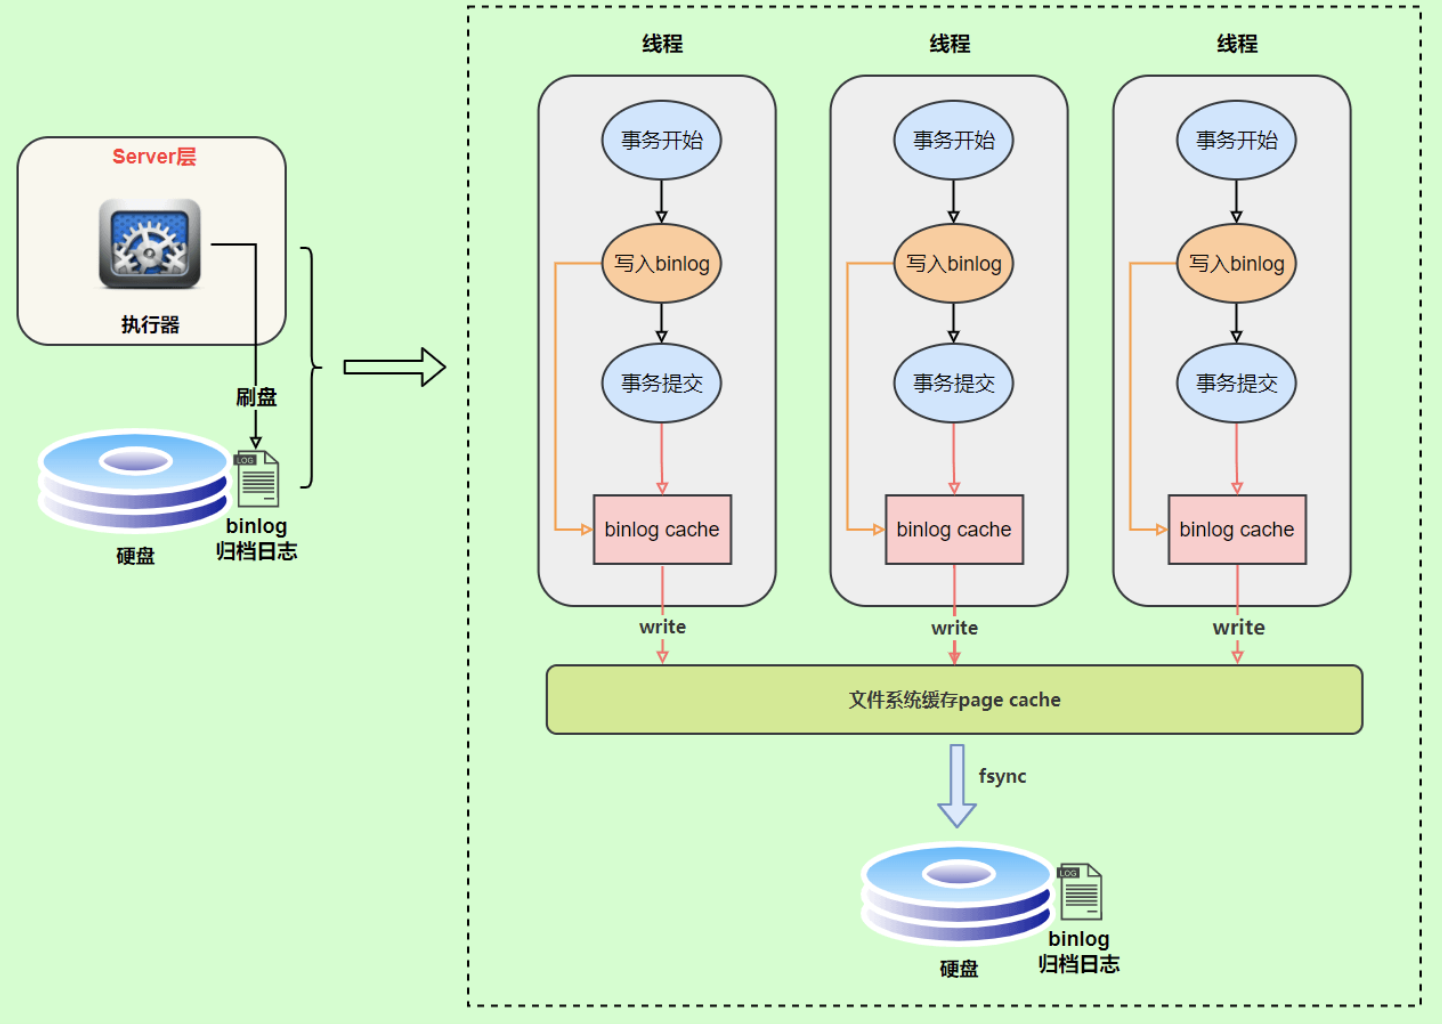 Server层
执行器
刷盘
LOG
binlog
归档日志
硬盘
线程
事务开始
写入binlog
事务提交
binlog cache
write
线程
事务开始
写入binlog
事务提交
binlog cache
write
线程
事务开始
写入binlog
事务提交
binlog cache
write
文件系统缓存page cache
fsync
LOG
binlog
归档日志
硬盘